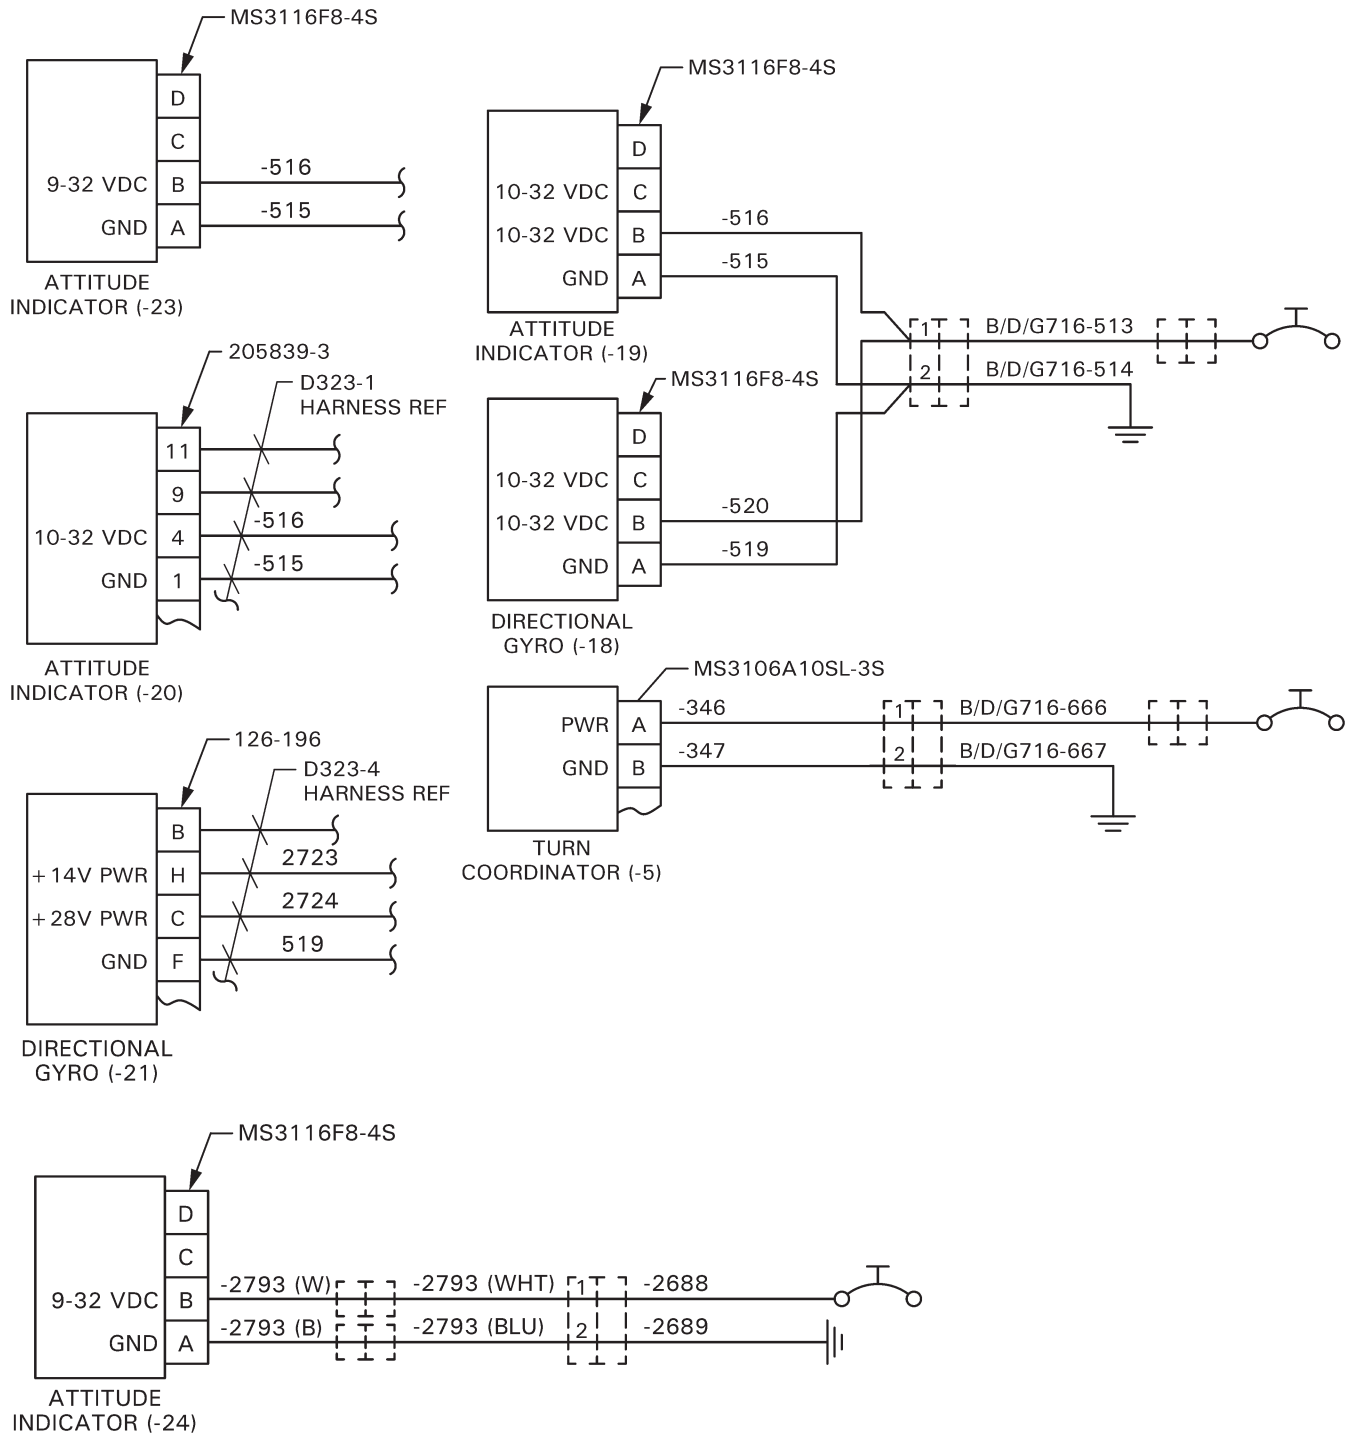 MS3116F8-4S
D
C
9-32 VDC B -516
GND A -515
ATTITUDE
INDICATOR (-23)
MS3116F8-4S
D
10-32 VDC C
10-32 VDC B -516
GND A -515
ATTITUDE
INDICATOR (-19)
1 B/D/G716-513
2 B/D/G716-514
205839-3
D323-1
HARNESS REF
11
9
10-32 VDC 4 -516
GND 1 -515
ATTITUDE
INDICATOR (-20)
MS3116F8-4S
D
10-32 VDC C
10-32 VDC B -520
GND A -519
DIRECTIONAL
GYRO (-18)
MS3106A10SL-3S
PWR A -346 1 B/D/G716-666
GND B -347 2 B/D/G716-667
TURN
COORDINATOR (-5)
126-196
D323-4
HARNESS REF
B
+14V PWR H 2723
+28V PWR C 2724
GND F 519
DIRECTIONAL
GYRO (-21)
MS3116F8-4S
D
C
9-32 VDC B -2793 (W) -2793 (WHT) 1 -2688
GND A -2793 (B) -2793 (BLU) 2 -2689
ATTITUDE
INDICATOR (-24)